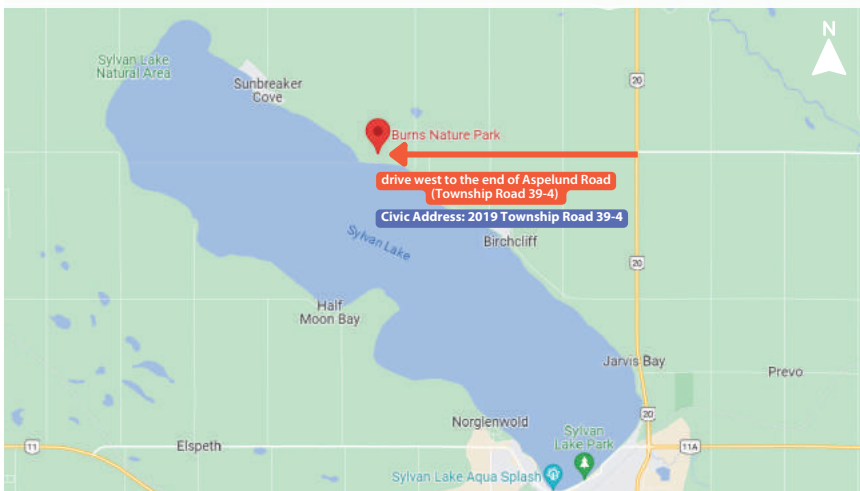 N
Sylvan Lake
Natural Area
Sunbreaker
Cove
20
Burns Nature Park
drive west to the end of Aspelund Road
(Township Road 39-4)
Civic Address: 2019 Township Road 39-4
Sylvan Lake
Birchcliff
20
Half
Moon Bay
Jarvis Bay
Prevo
20
Norglenwold
Sylvan
Lake Park
11
Elspeth
11A
Sylvan Lake Aqua Splash